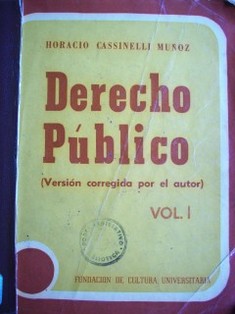 HORACIO CASSINELLI MUÑOZ
Derecho
Público
(Versión corregida por el autor)
VOL. I
FUNDACION DE CULTURA UNIVERSITARIA